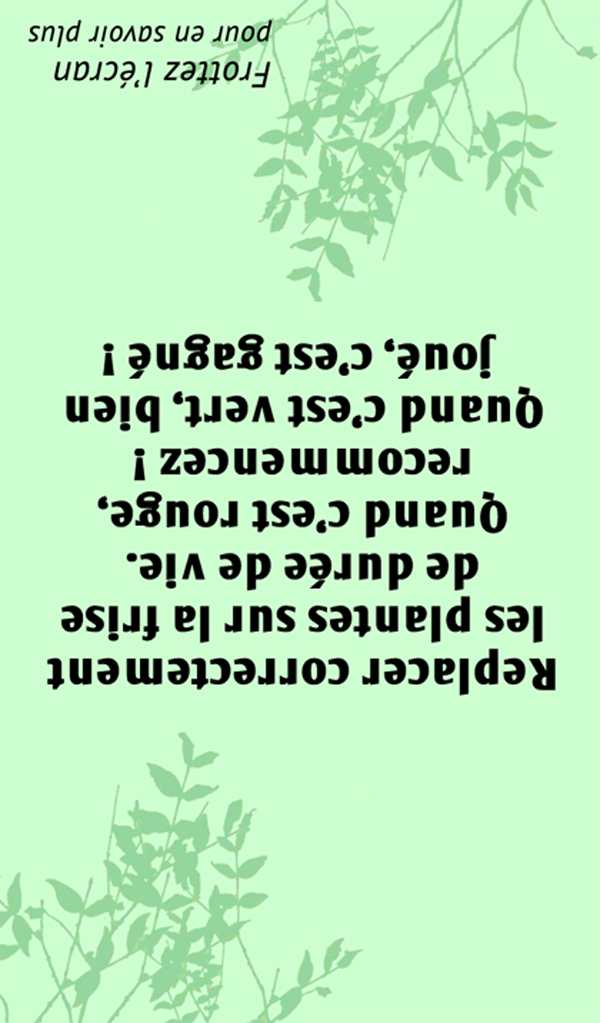 Replacer correctement
les plantes sur la frise
de durée de vie.
Quand c'est rouge,
recommencez !
Quand c'est vert, bien
joué, c'est gagné !
Frottez l'écran
pour en savoir plus